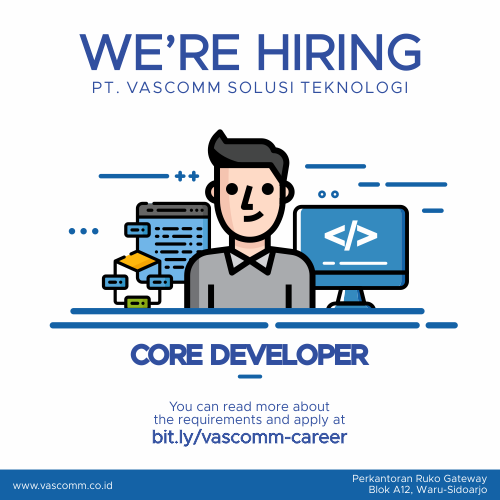 WE'RE HIRING
PT. VASCOMM SOLUSI TEKNOLOGI
</>
CORE DEVELOPER
You can read more about
the requirements and apply at
bit.ly/vascomm-career
www.vascomm.co.id
Perkantoran Ruko Gateway
Blok A12, Waru-Sidoarjo